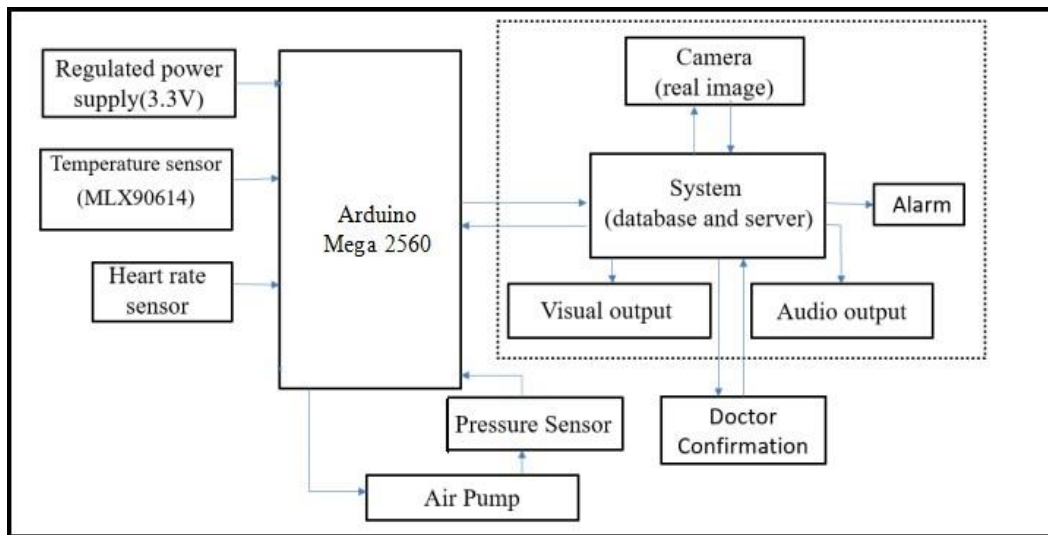 Regulated power
supply(3.3V)
Temperature sensor
(MLX90614)
Heart rate
sensor
Arduino
Mega 2560
Camera
(real image)
System
(database and server)
Alarm
Visual output
Audio output
Pressure Sensor
Doctor
Confirmation
Air Pump